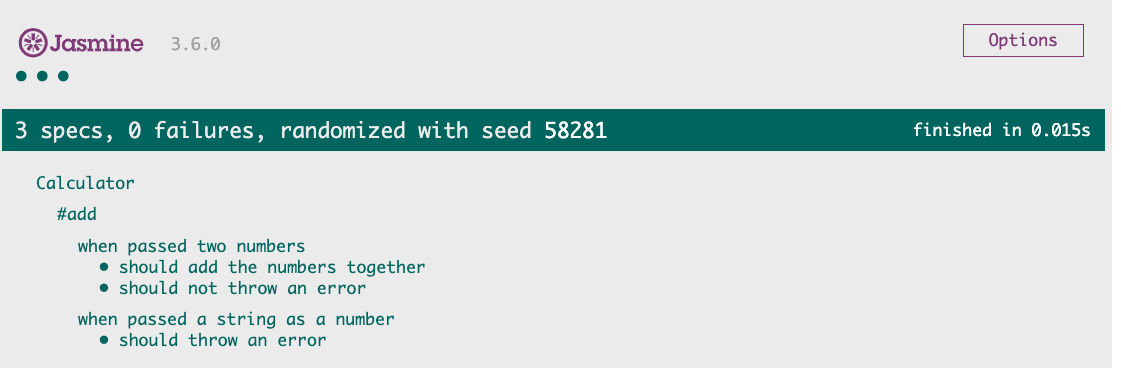 Jasmine 3.6.0 Options
3 specs, 0 failures, randomized with seed 58281 finished in 0.015s
Calculator
#add
when passed two numbers
• should add the numbers together
• should not throw an error
when passed a string as a number
• should throw an error